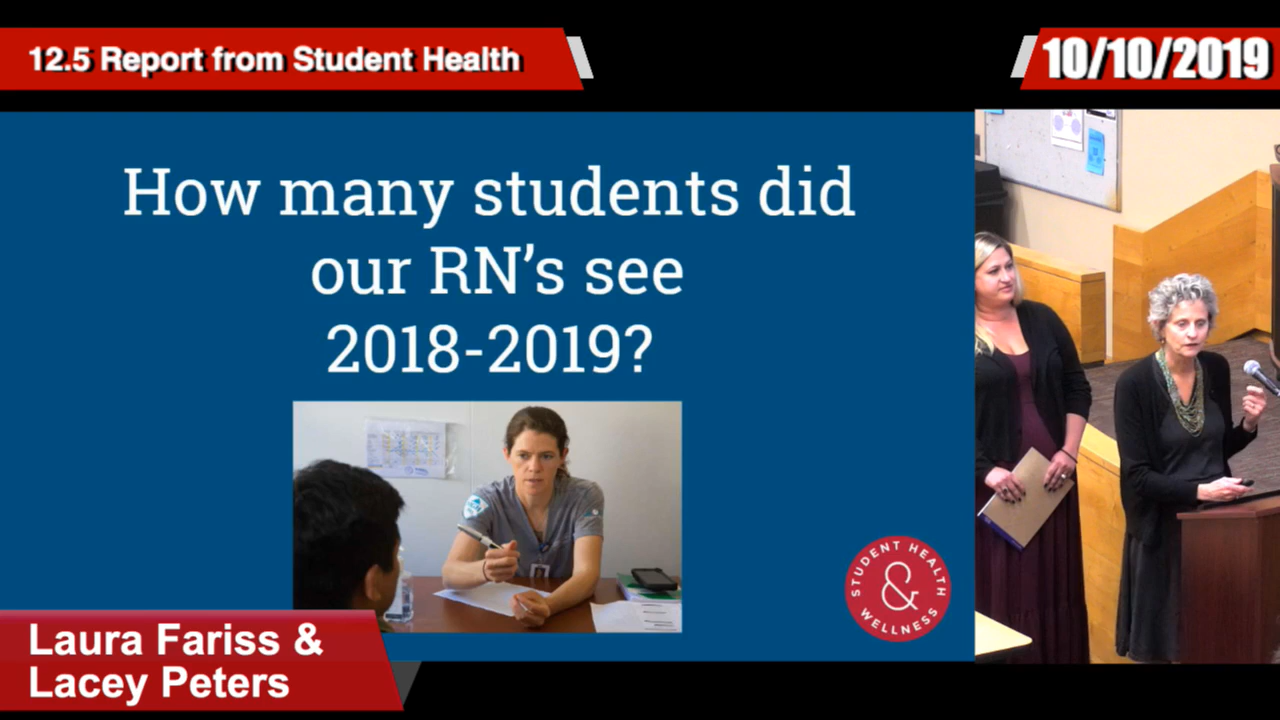 12.5 Report from Student Health
10/10/2019
How many students did
our RN’s see
2018-2019?
STUDENT HEALTH
&
WELLNESS
Laura Fariss &
Lacey Peters